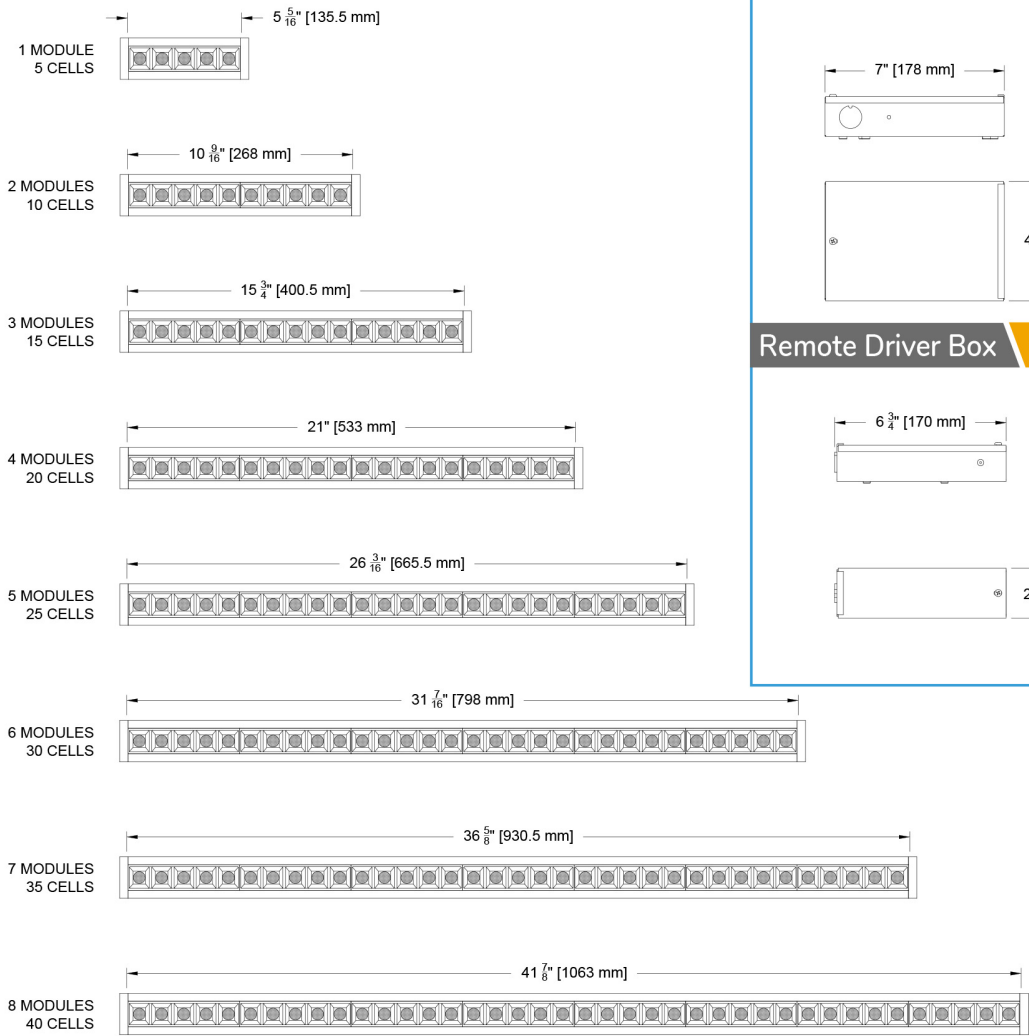 5 5/16" [135.5 mm]
1 MODULE
5 CELLS
10 9/16" [268 mm]
2 MODULES
10 CELLS
15 3/4" [400.5 mm]
3 MODULES
15 CELLS
21" [533 mm]
4 MODULES
20 CELLS
26 3/16" [665.5 mm]
5 MODULES
25 CELLS
31 7/16" [798 mm]
6 MODULES
30 CELLS
36 5/8" [930.5 mm]
7 MODULES
35 CELLS
41 7/8" [1063 mm]
8 MODULES
40 CELLS
7" [178 mm]
4
Remote Driver Box
6 3/4" [170 mm]
2